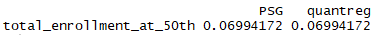 PSG quantreg
total_enrollment_at_50th 0.06994172 0.06994172